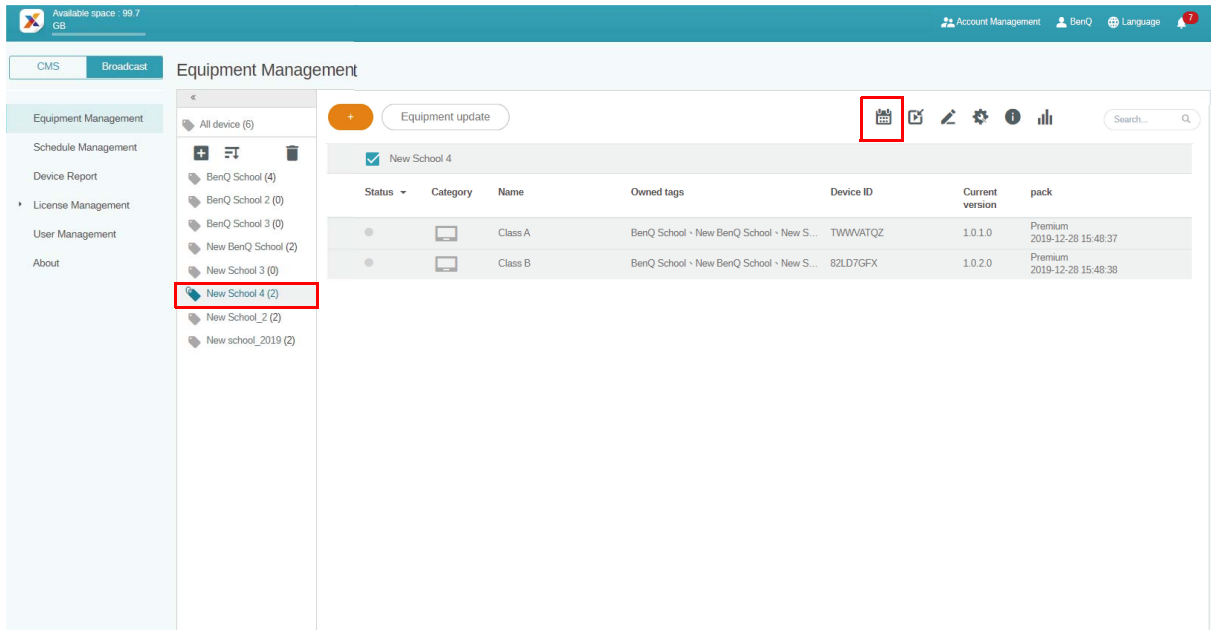 Available space : 99.7
GB
Account Management
BenQ
Language
7
CMS
Broadcast
Equipment Management
Equipment Management
Schedule Management
Device Report
License Management
User Management
About
«
All device (6)
BenQ School (4)
BenQ School 2 (0)
BenQ School 3 (0)
New BenQ School (2)
New School 3 (0)
New School 4 (2)
New School_2 (2)
New school_2019 (2)
+
Equipment update
Search...
New School 4
Status Category Name Owned tags Device ID Current version pack
Class A BenQ School、New BenQ School、New S... TWWVATQZ 1.0.1.0 Premium
2019-12-28 15:48:37
Class B BenQ School、New BenQ School、New S... 82LD7GFX 1.0.2.0 Premium
2019-12-28 15:48:38